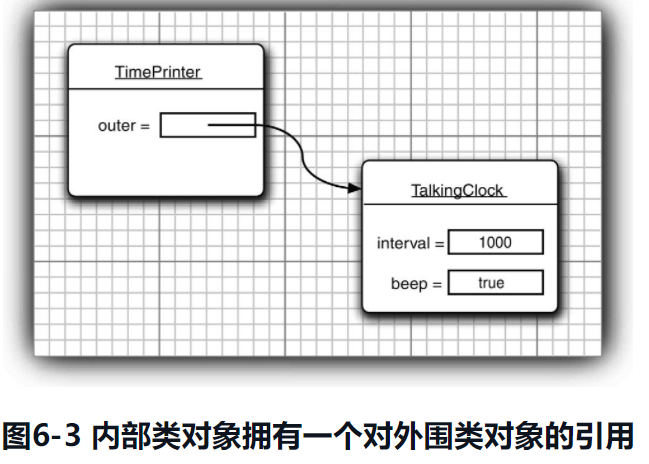 TimePrinter
outer =
TalkingClock
interval = 1000
beep = true
图6-3 内部类对象拥有一个对外围类对象的引用